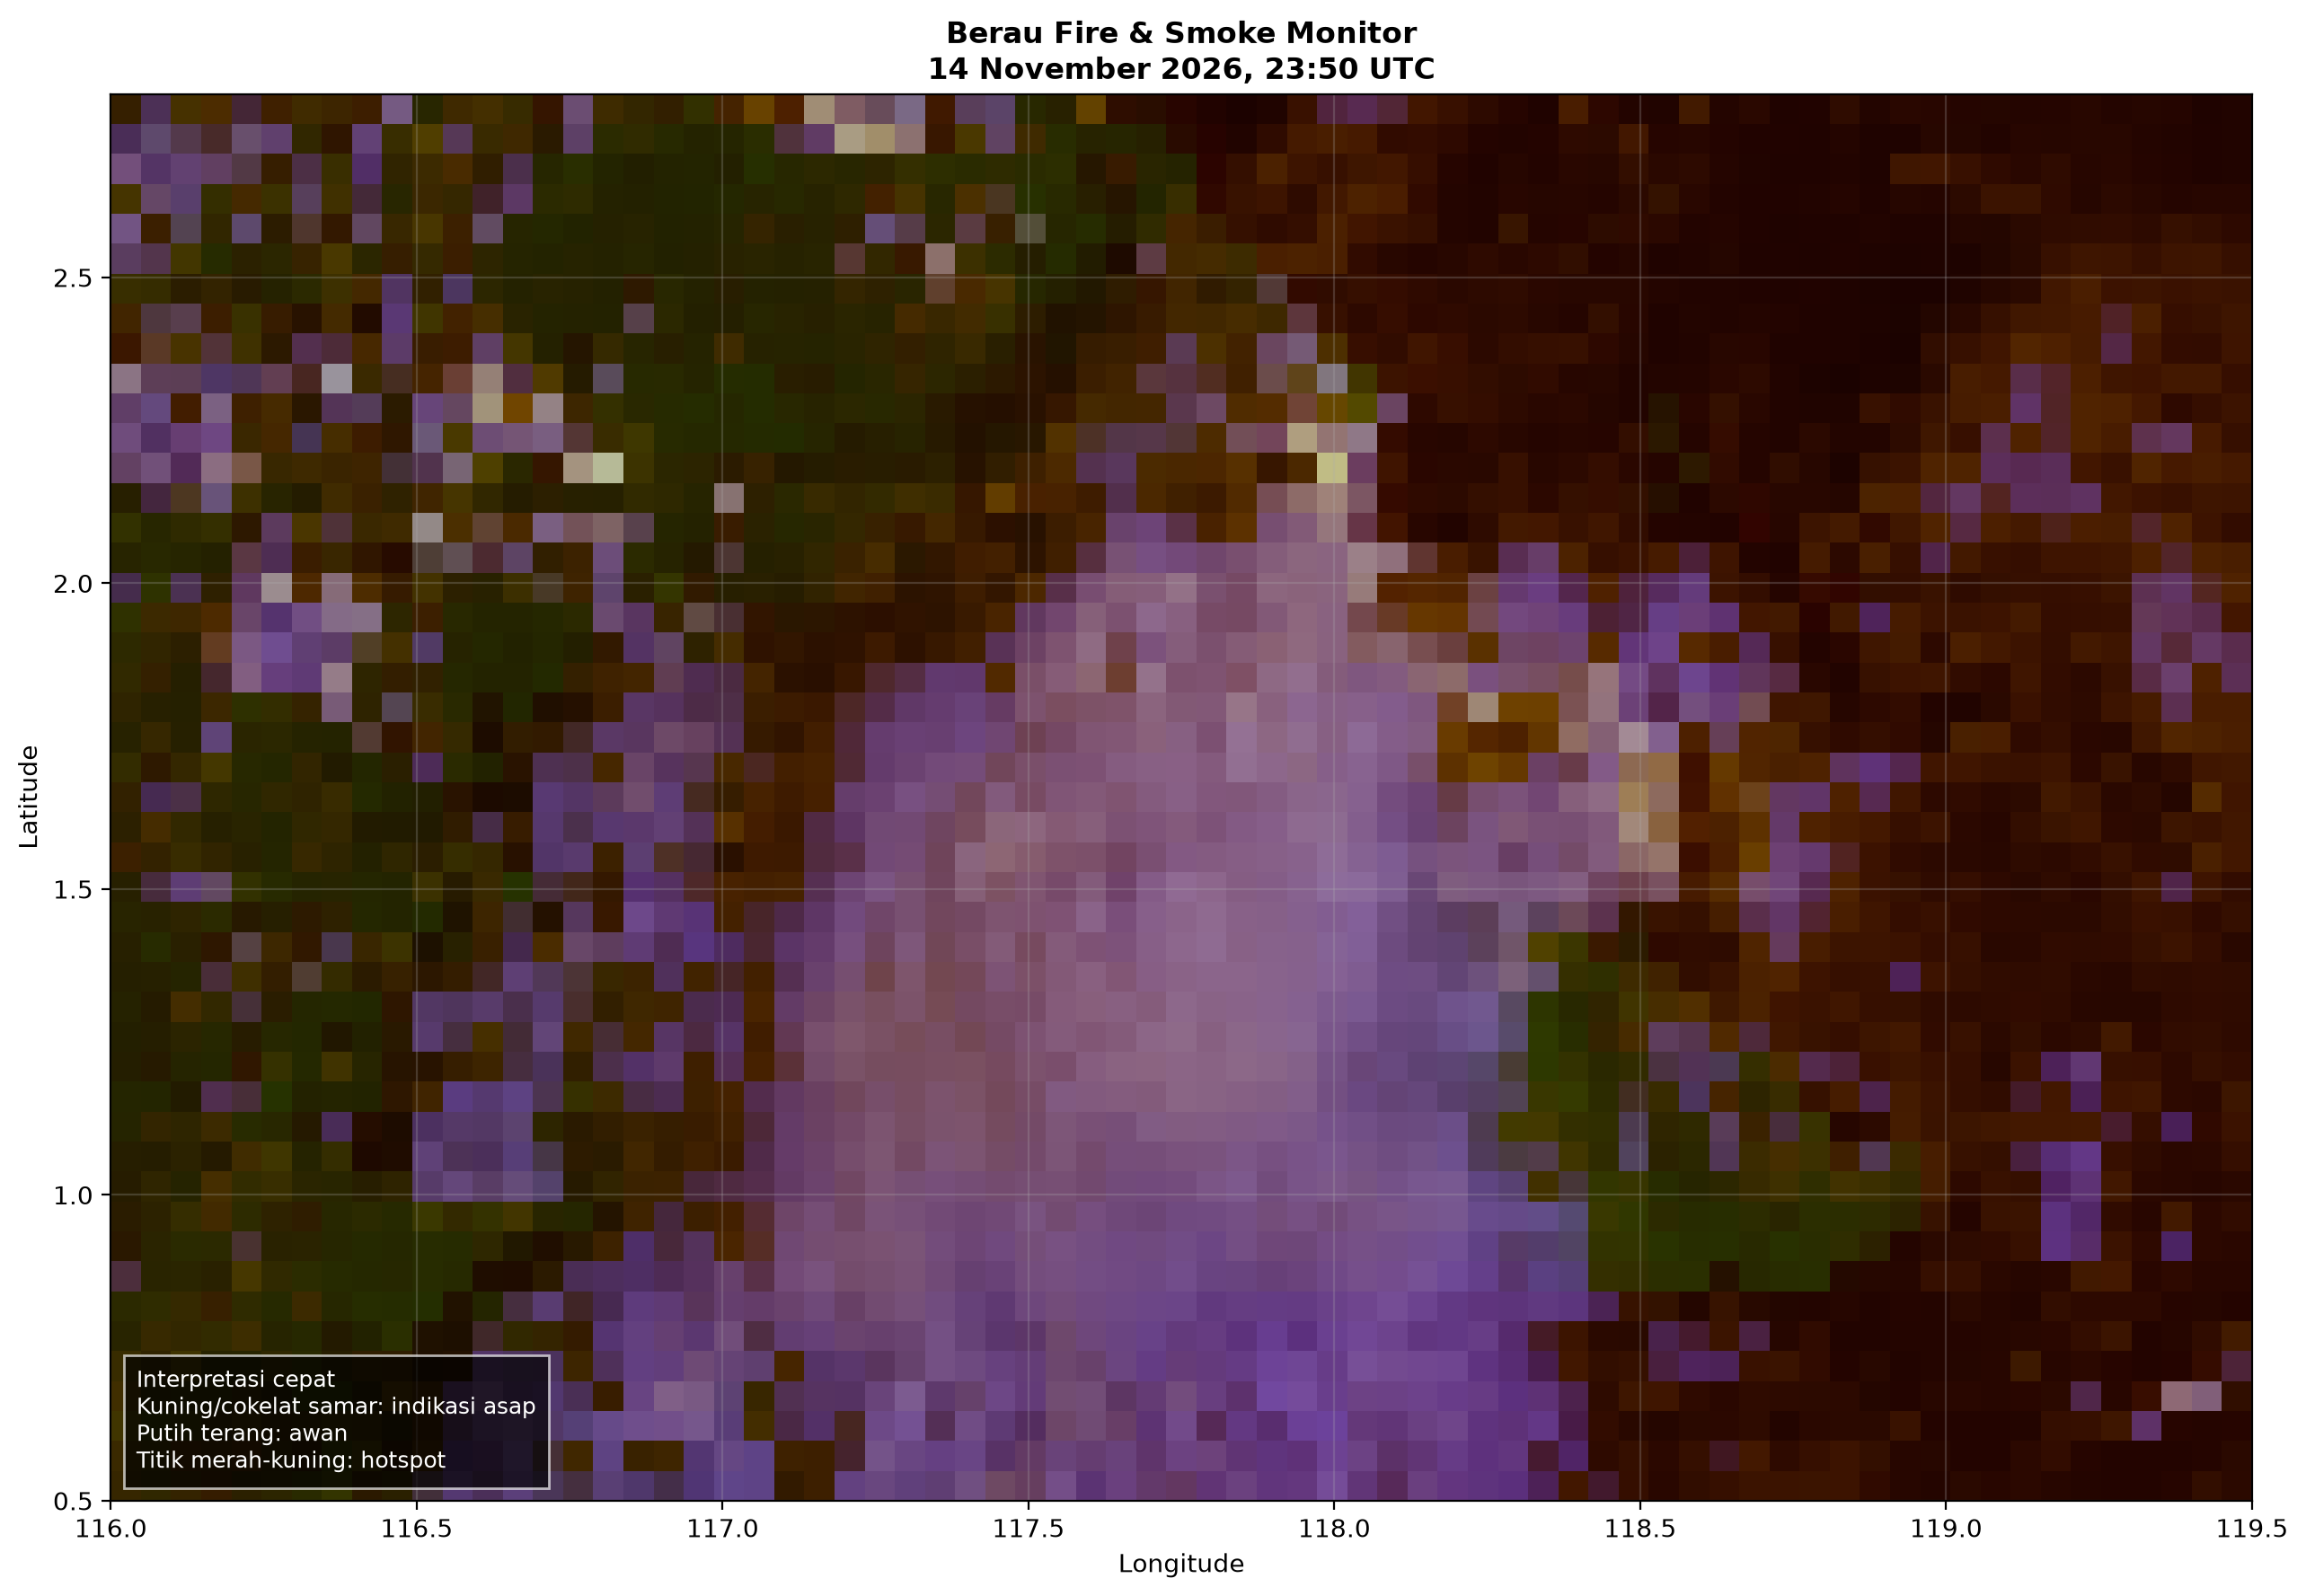 Berau Fire & Smoke Monitor
14 November 2026, 23:50 UTC
Latitude
2.5
2.0
1.5
1.0
0.5
Interpretasi cepat
Kuning/cokelat samar: indikasi asap
Putih terang: awan
Titik merah-kuning: hotspot
116.0 116.5 117.0 117.5 118.0 118.5 119.0 119.5
Longitude